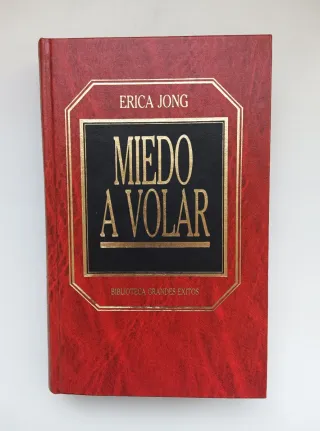 ERICA JONG
MIEDO
A VOLAR
BIBLIOTECA GRANDES EXITOS